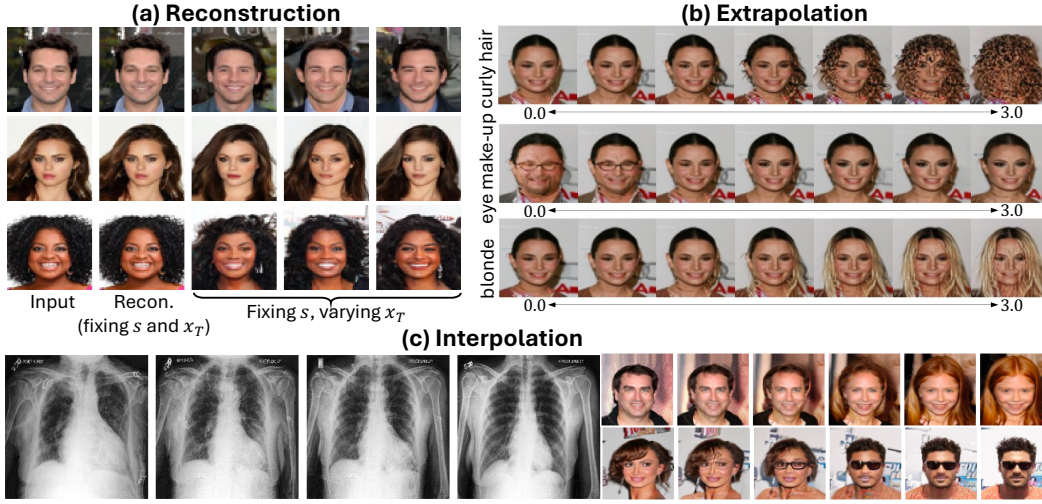 (a) Reconstruction
Input
Recon.
(fixing s and x_T)
Fixing s, varying x_T
(b) Extrapolation
curly hair
0.0
3.0
eye make-up
0.0
3.0
blonde
0.0
3.0
(c) Interpolation